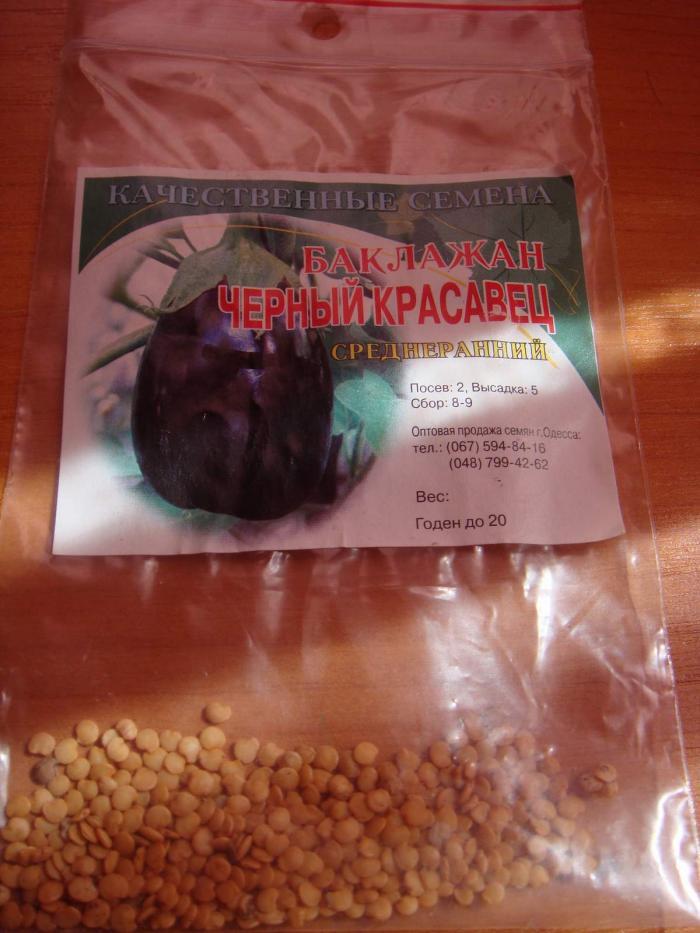 КАЧЕСТВЕННЫЕ СЕМЕНА
БАКЛАЖАН
ЧЕРНЫЙ КРАСАВЕЦ
СРЕДНЕРАННИЙ
Посев: 2, Высадка: 5
Сбор: 8-9
Оптовая продажа семян г.Одесса:
тел.: (067) 594-84-16
(048) 799-42-62
Вес:
Годен до 20